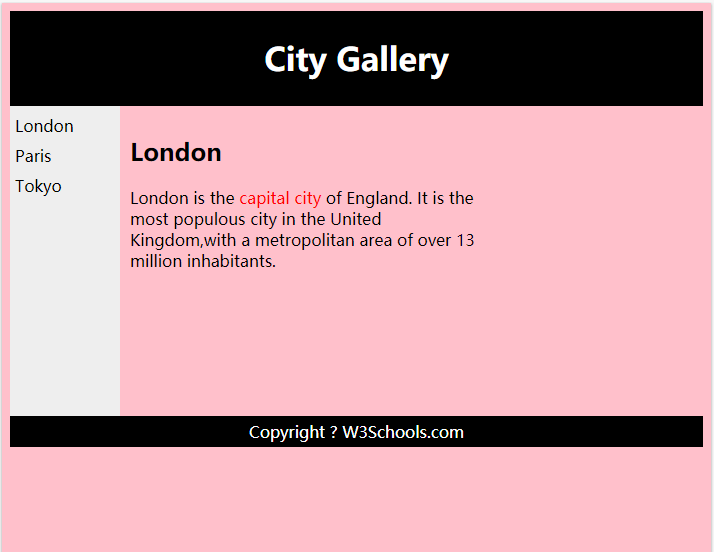 City Gallery
London
Paris
Tokyo
London
London is the capital city of England. It is the
most populous city in the United
Kingdom,with a metropolitan area of over 13
million inhabitants.
Copyright ? W3Schools.com